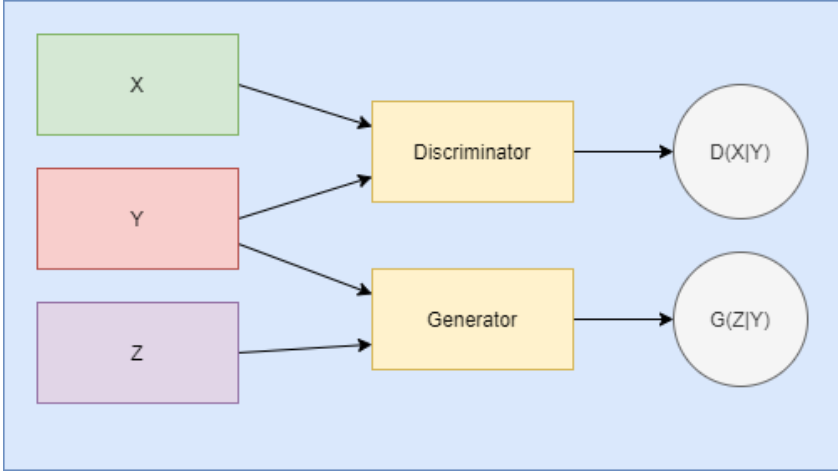 X
Y
Z
Discriminator
Generator
D(X|Y)
G(Z|Y)